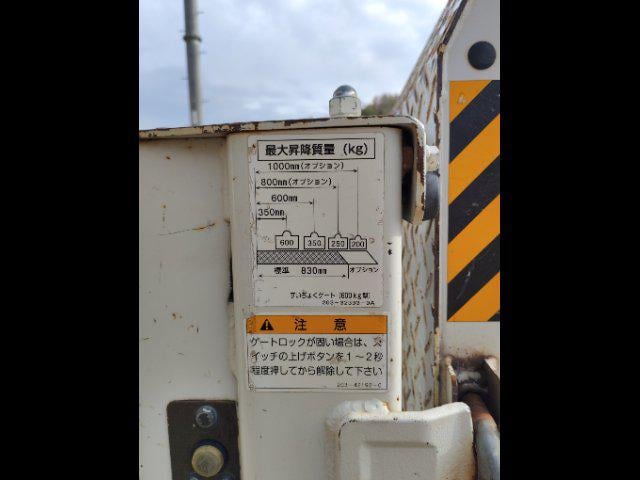 最大昇降質量 (kg)
1000mm(オプション)
800mm(オプション)
600mm
350mm
600 350 250 200
標準 830mm オプション
すいちょくゲート (600kg型)
注意
ゲートロックが固い場合は、ス
イッチの上げボタンを1～2秒
程度押してから解除して下さい